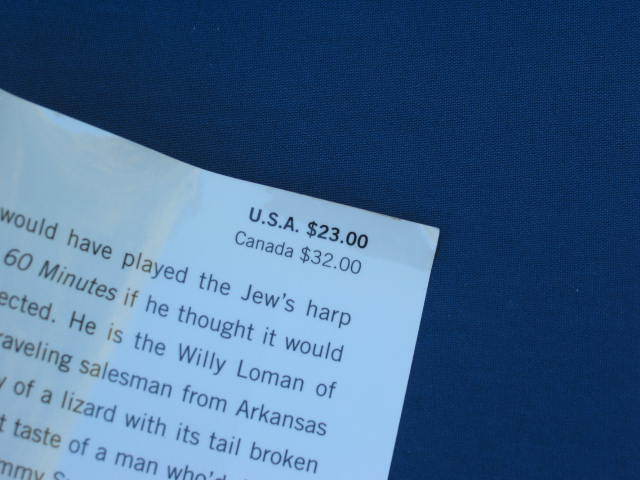 U.S.A. $23.00
Canada $32.00
would have played the Jew's harp
60 Minutes if he thought it would
ected. He is the Willy Loman of
raveling salesman from Arkansas
y of a lizard with its tail broken
t taste of a man who'd
mmy